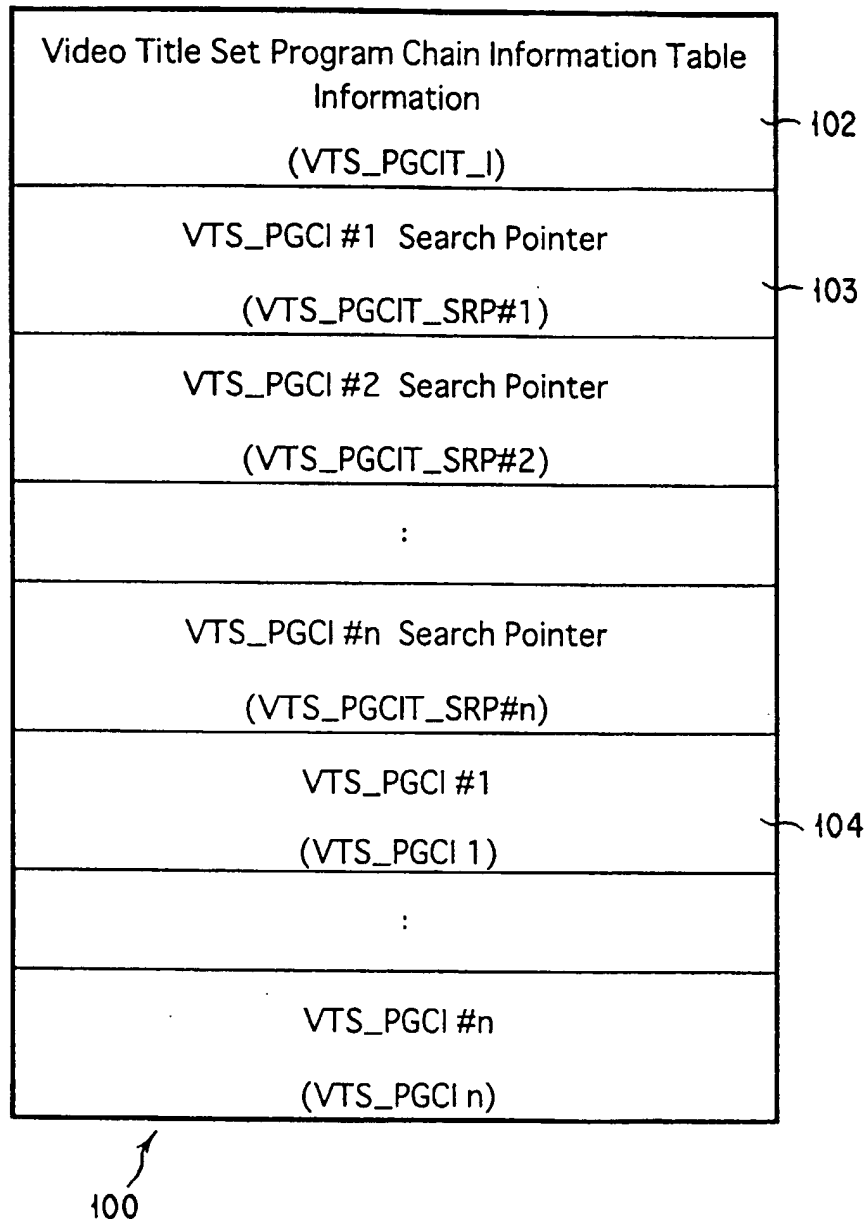 Video Title Set Program Chain Information Table
Information
(VTS_PGCIT_I)
102
VTS_PGCI #1 Search Pointer
(VTS_PGCIT_SRP#1)
103
VTS_PGCI #2 Search Pointer
(VTS_PGCIT_SRP#2)
:
VTS_PGCI #n Search Pointer
(VTS_PGCIT_SRP#n)
VTS_PGCI #1
(VTS_PGCI 1)
104
:
VTS_PGCI #n
(VTS_PGCI n)
100